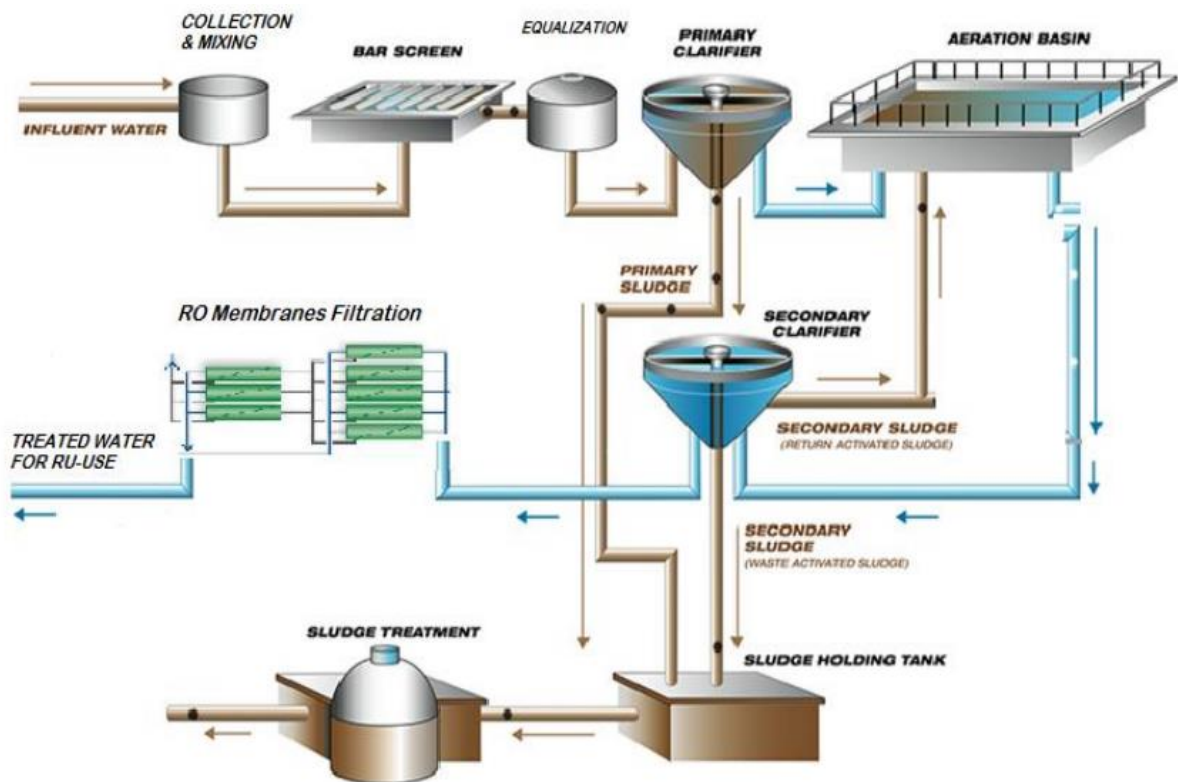 COLLECTION
& MIXING
BAR SCREEN
EQUALIZATION
PRIMARY
CLARIFIER
AERATION BASIN
INFLUENT WATER
PRIMARY
SLUDGE
SECONDARY
CLARIFIER
RO Membranes Filtration
SECONDARY SLUDGE
(RETURN ACTIVATED SLUDGE)
TREATED WATER
FOR RU-USE
SECONDARY
SLUDGE
(WASTE ACTIVATED SLUDGE)
SLUDGE TREATMENT
SLUDGE HOLDING TANK